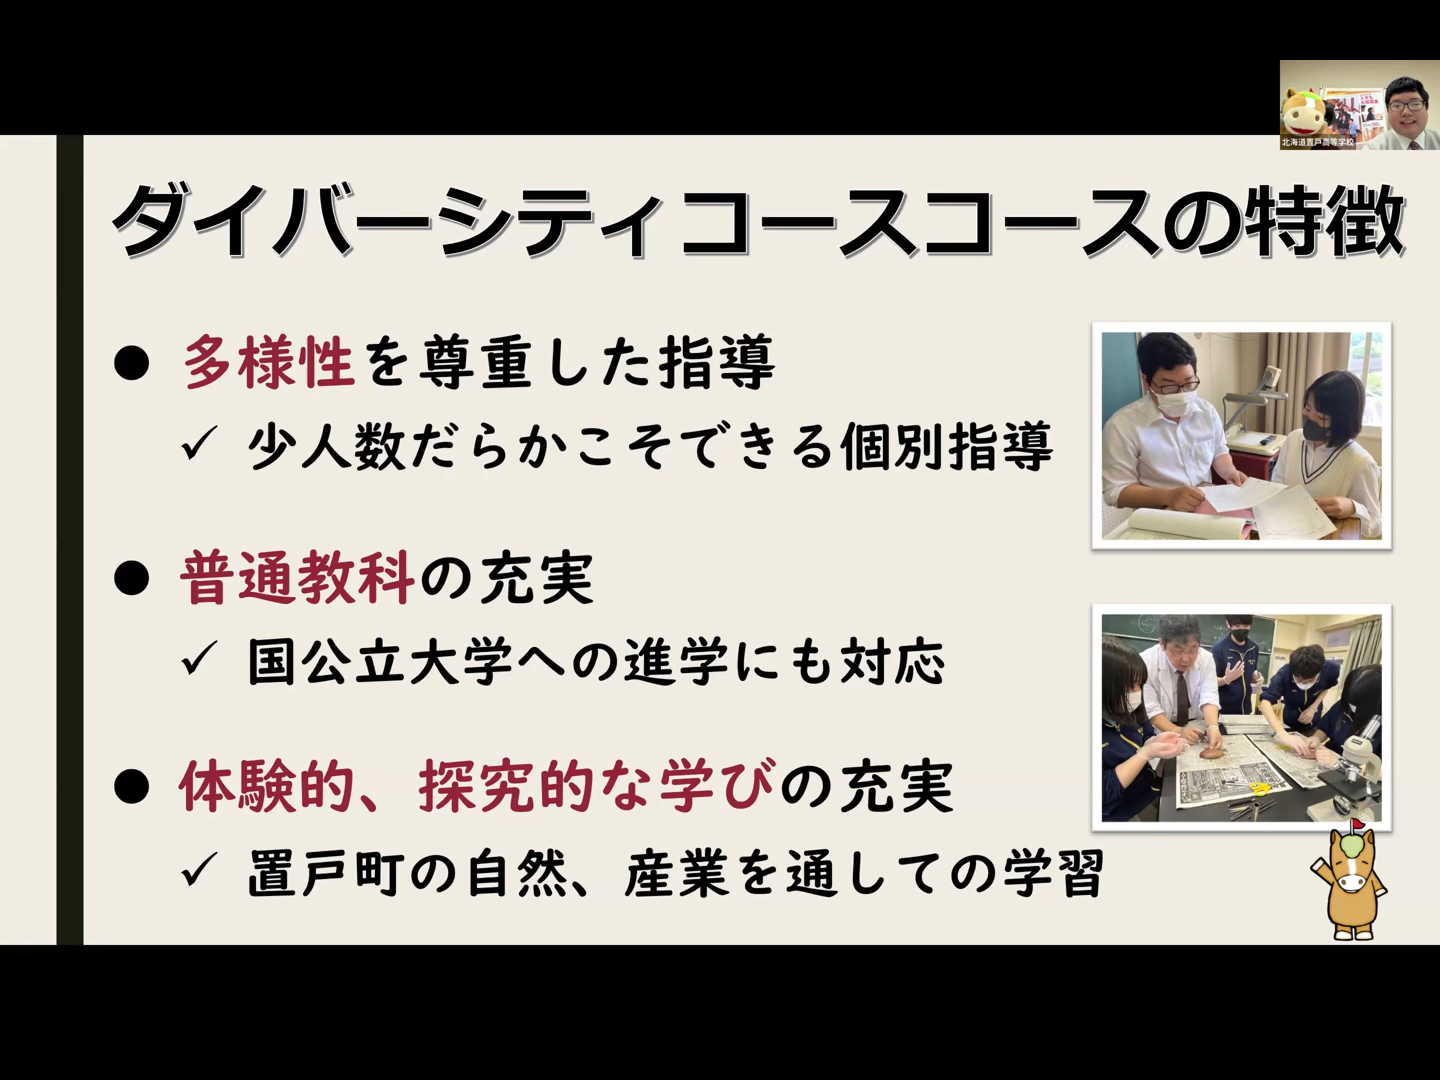 北海道置戸高等学校
ダイバーシティコースコースの特徴
● 多様性を尊重した指導
✓ 少人数だらかこそできる個別指導
● 普通教科の充実
✓ 国公立大学への進学にも対応
● 体験的、探究的な学びの充実
✓ 置戸町の自然、産業を通しての学習